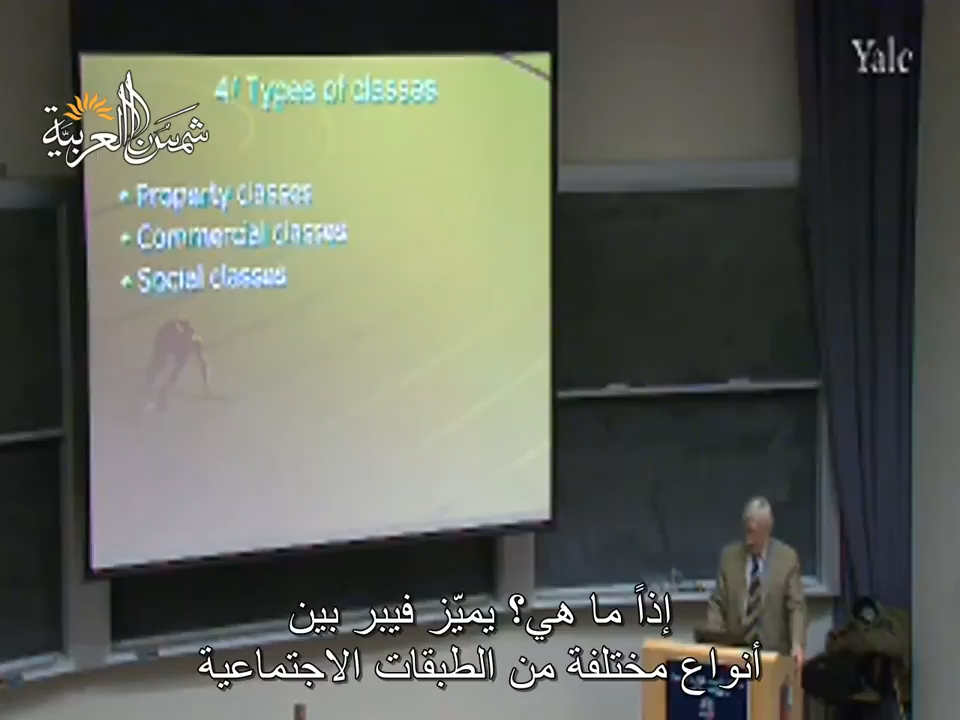 Yale
4/ Types of classes
شمس العربية
• Property classes
• Commercial classes
• Social classes
إذاً ما هي؟ يميّز فيبر بين
أنواع مختلفة من الطبقات الاجتماعية